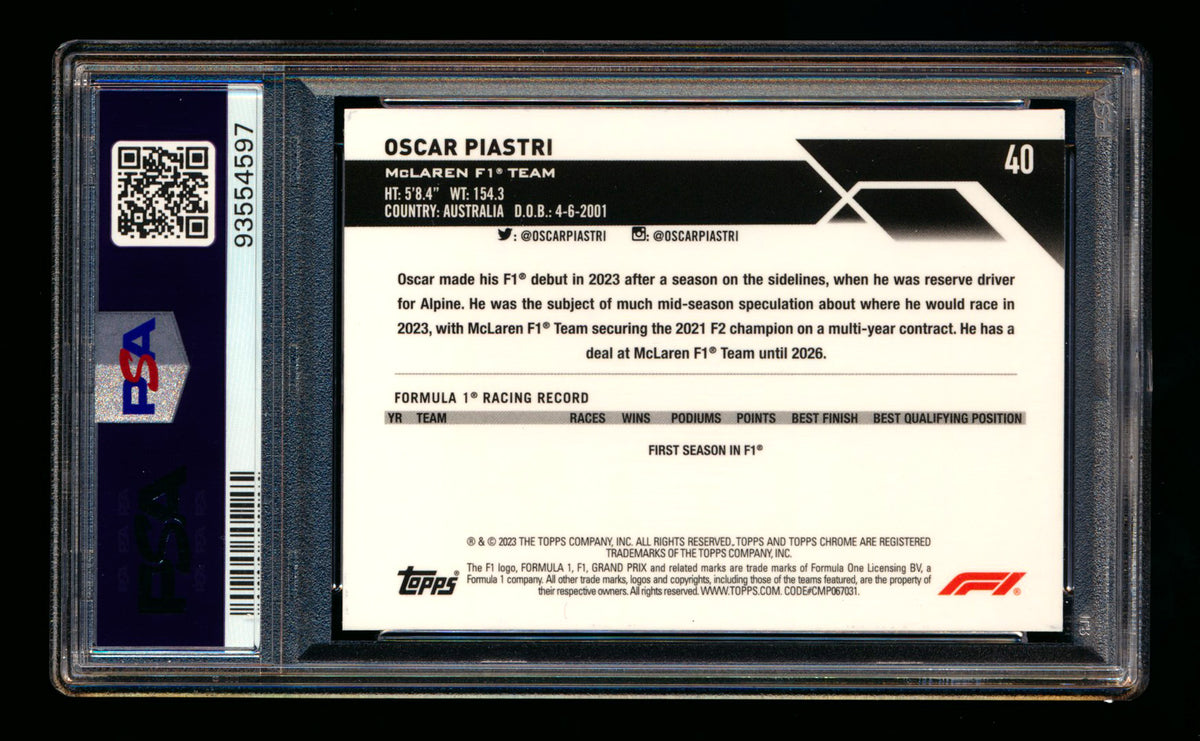 93554597
PSA
PSA
OSCAR PIASTRI
40
McLAREN F1® TEAM
HT: 5'8.4" WT: 154.3
COUNTRY: AUSTRALIA D.O.B.: 4-6-2001
: @OSCARPIASTRI : @OSCARPIASTRI
Oscar made his F1® debut in 2023 after a season on the sidelines, when he was reserve driver
for Alpine. He was the subject of much mid-season speculation about where he would race in
2023, with McLaren F1® Team securing the 2021 F2 champion on a multi-year contract. He has a
deal at McLaren F1® Team until 2026.
FORMULA 1® RACING RECORD
YR TEAM RACES WINS PODIUMS POINTS BEST FINISH BEST QUALIFYING POSITION
FIRST SEASON IN F1®
® & © 2023 THE TOPPS COMPANY, INC. ALL RIGHTS RESERVED. TOPPS AND TOPPS CHROME ARE REGISTERED
TRADEMARKS OF THE TOPPS COMPANY, INC.
Topps®
The F1 logo, FORMULA 1, F1, GRAND PRIX and related marks are trade marks of Formula One Licensing BV, a
Formula 1 company. All other trade marks, logos and copyrights, including those of the teams featured, are the property of
their respective owners. All rights reserved. WWW.TOPPS.COM. CODE#CMP067031.
F1®